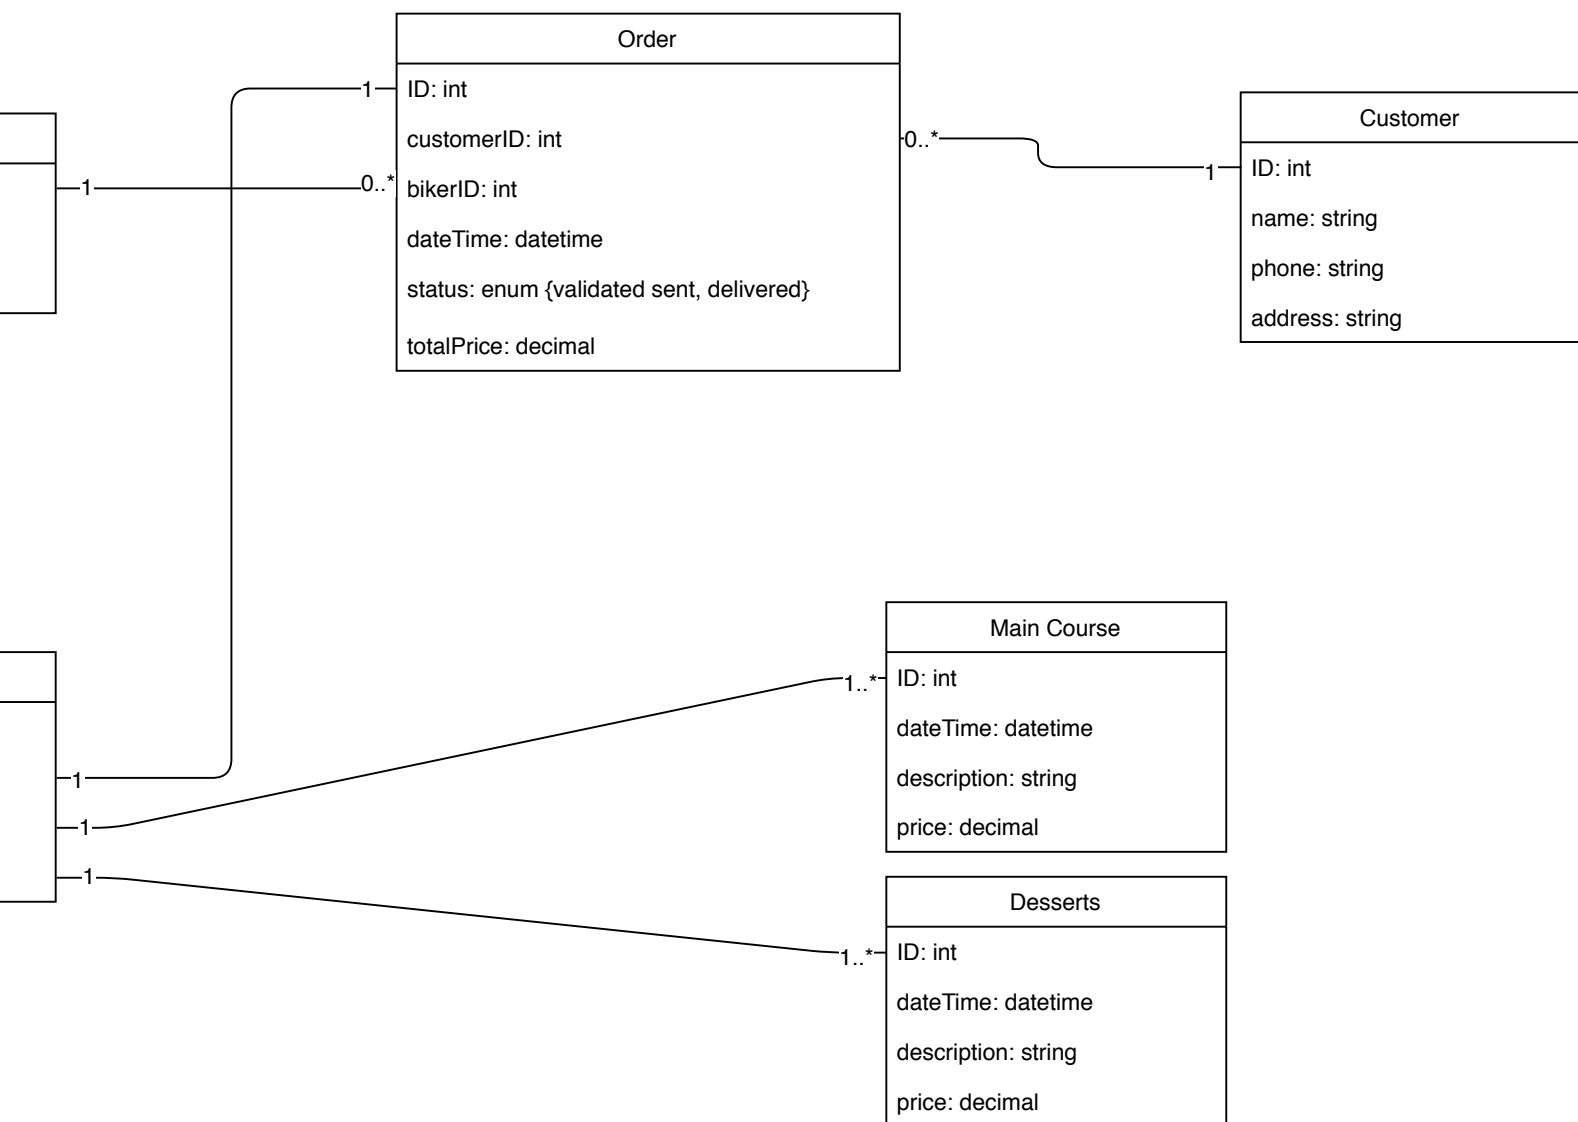 Order
1
ID: int
customerID: int
0..*
1
0..*
bikerID: int
dateTime: datetime
status: enum {validated sent, delivered}
totalPrice: decimal
Customer
1
ID: int
name: string
phone: string
address: string
Main Course
1..*
ID: int
dateTime: datetime
description: string
price: decimal
1
1
1
Desserts
1..*
ID: int
dateTime: datetime
description: string
price: decimal